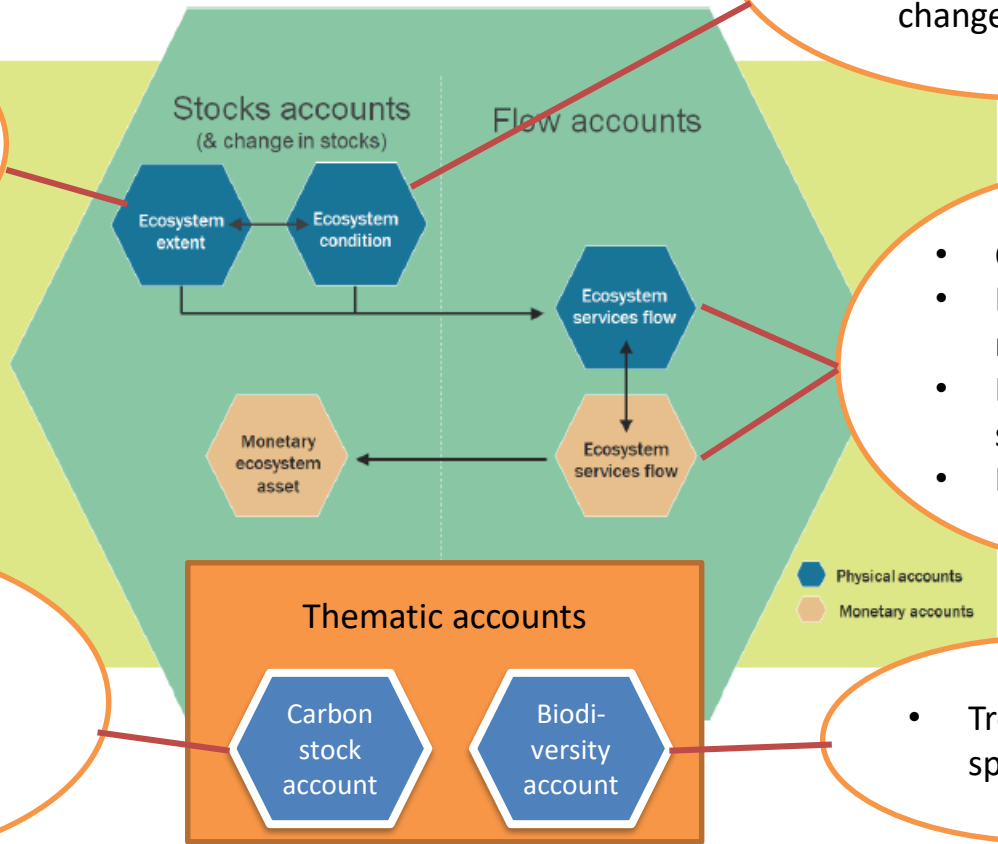 change
Stocks accounts
(& change in stocks)
Flow accounts
Ecosystem
extent
Ecosystem
condition
Ecosystem
services flow
Monetary
ecosystem
asset
Ecosystem
services flow
Physical accounts
Monetary accounts
Thematic accounts
Carbon
stock
account
Biodi-
versity
account